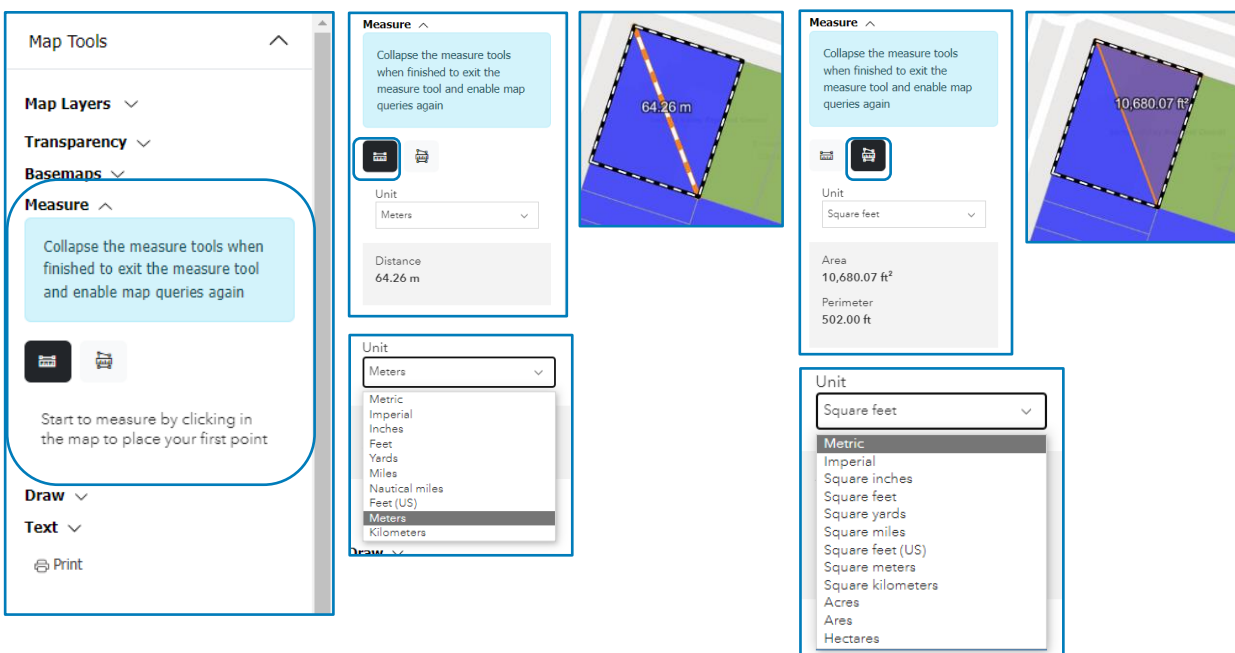 Map Tools
Map Layers
Transparency
Basemaps
Measure
Collapse the measure tools when
finished to exit the measure tool
and enable map queries again
Start to measure by clicking in
the map to place your first point
Draw
Text
Print
Measure
Collapse the measure tools
when finished to exit the
measure tool and enable map
queries again
Unit
Meters
Distance
64.26 m
64.26 m
Unit
Meters
Metric
Imperial
Inches
Feet
Yards
Miles
Nautical miles
Feet (US)
Meters
Kilometers
Draw
Measure
Collapse the measure tools
when finished to exit the
measure tool and enable map
queries again
Unit
Square feet
Area
10,680.07 ft²
Perimeter
502.00 ft
10,680.07 ft²
Unit
Square feet
Metric
Imperial
Square inches
Square feet
Square yards
Square miles
Square feet (US)
Square meters
Square kilometers
Acres
Ares
Hectares